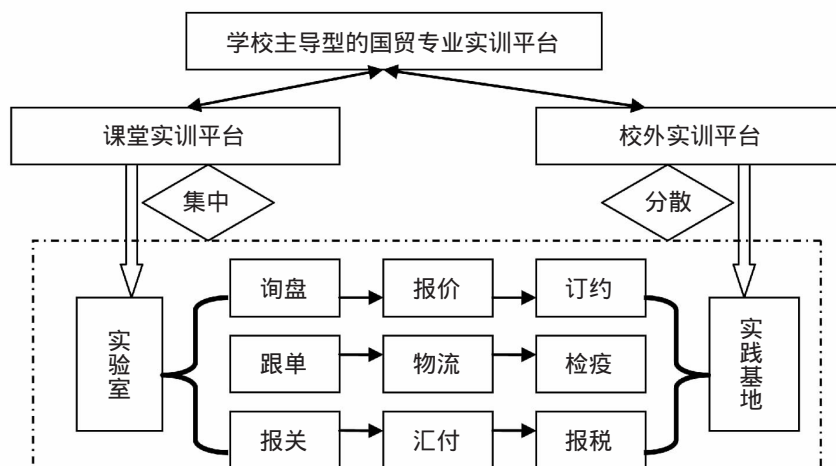 学校主导型的国贸专业实训平台
课堂实训平台
校外实训平台
集中
分散
实验室
询盘
报价
订约
跟单
物流
检疫
报关
汇付
报税
实践基地